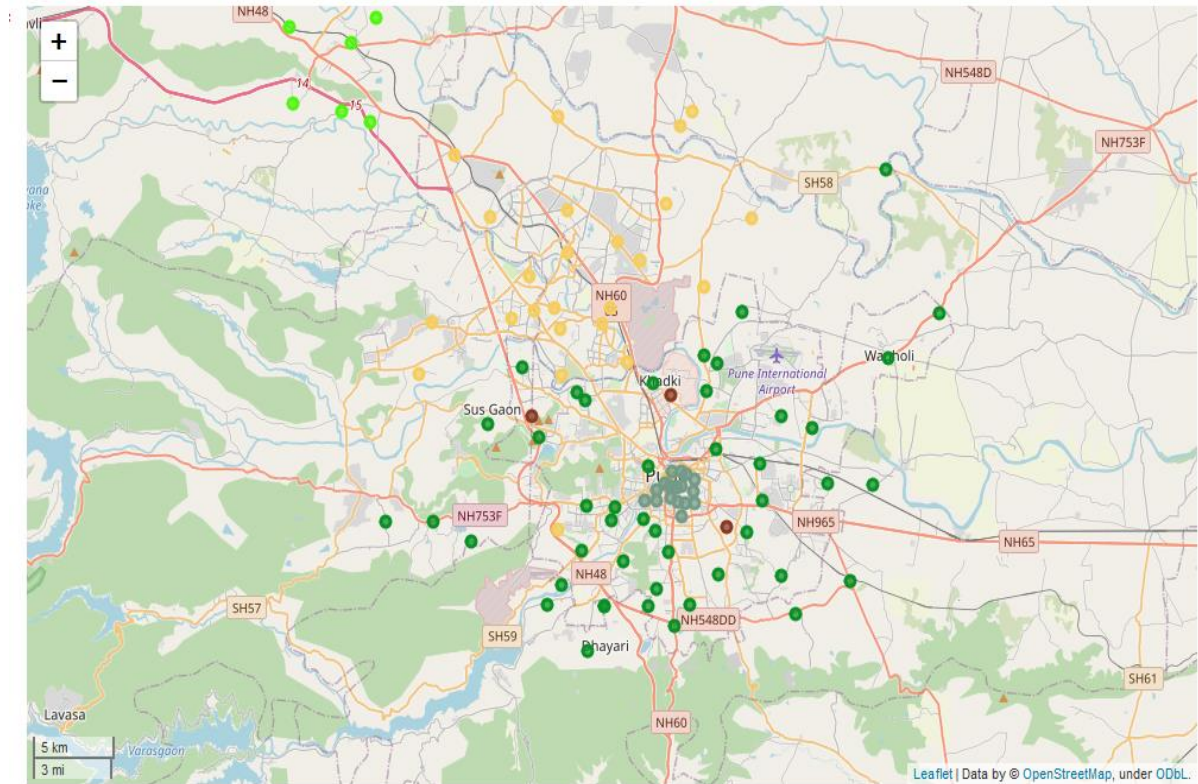 NH48
+
−
14
15
NH548D
NH753F
SH58
NH60
Khadki
Pune International
Airport
Sus Gaon
NH753F
NH965
NH65
NH48
SH57
NH548DD
SH59
Dhayari
SH61
Lavasa
NH60
Varasgaon
5 km
3 mi
Leaflet | Data by © OpenStreetMap, under ODbL.